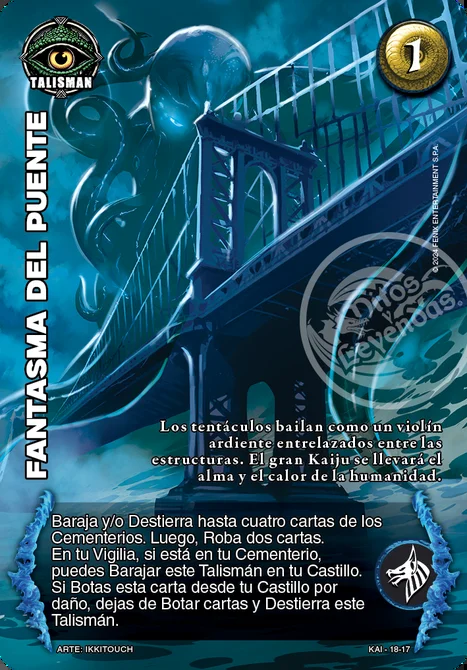 TALISMAN
1
FANTASMA DEL PUENTE
© 2024 FENIX ENTERTAINMENT S.P.A.
Mitos
y
Leyendas.
Los tentáculos bailan como un violín
ardiente entrelazados entre las
estructuras. El gran Kaiju se llevará el
alma y el calor de la humanidad.
Baraja y/o Destierra hasta cuatro cartas de los
Cementerios. Luego, Roba dos cartas.
En tu Vigilia, si está en tu Cementerio,
puedes Barajar este Talismán en tu Castillo.
Si Botas esta carta desde tu Castillo por
daño, dejas de Botar cartas y Destierra este
Talismán.
ARTE: IKKITOUCH
KAI - 18-17